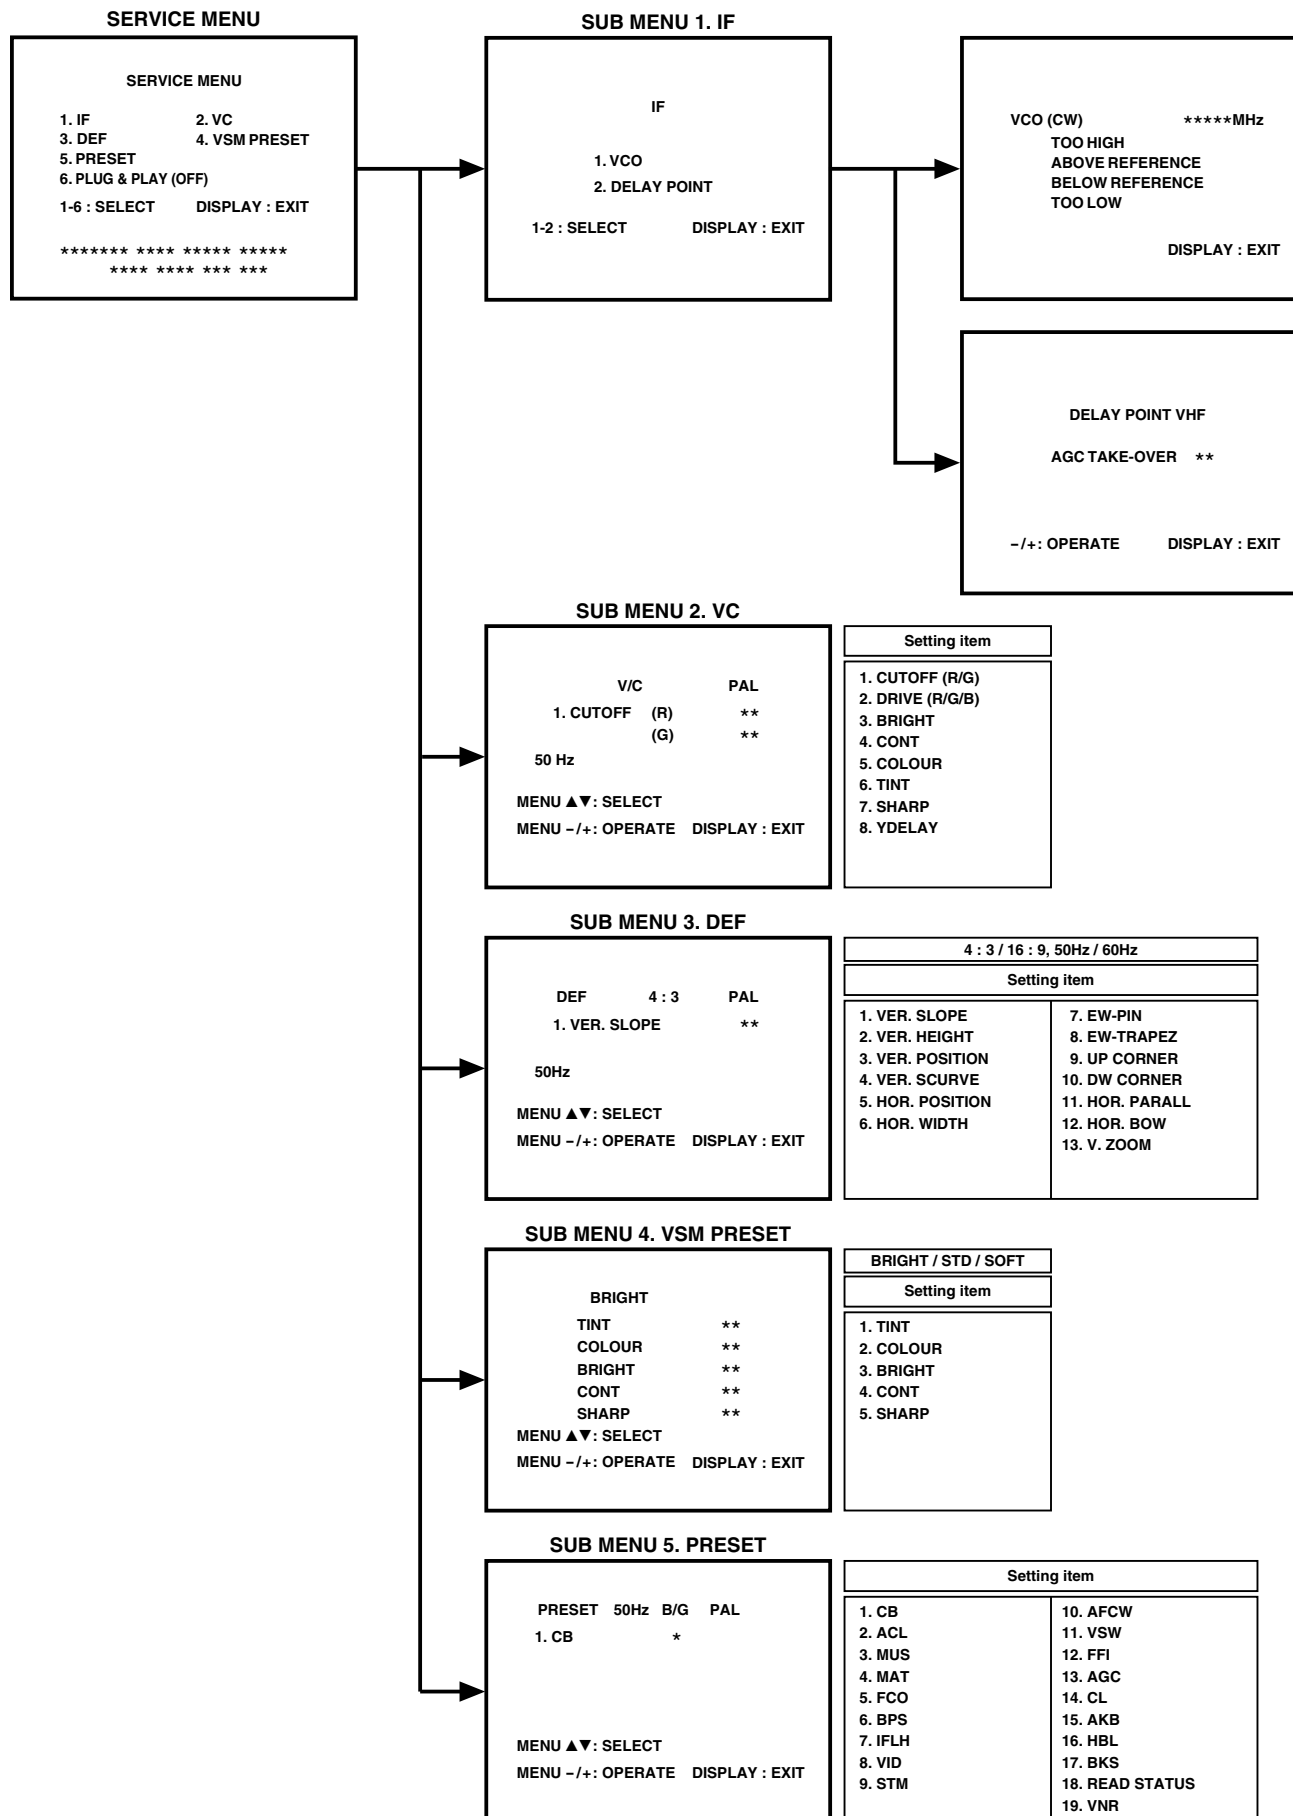 SERVICE MENU
SERVICE MENU
1. IF 2. VC
3. DEF 4. VSM PRESET
5. PRESET
6. PLUG & PLAY (OFF)
1-6 : SELECT DISPLAY : EXIT
******* **** ***** *****
**** **** *** ***
SUB MENU 1. IF
IF
1. VCO
2. DELAY POINT
1-2 : SELECT DISPLAY : EXIT
VCO (CW) *****MHz
TOO HIGH
ABOVE REFERENCE
BELOW REFERENCE
TOO LOW
DISPLAY : EXIT
DELAY POINT VHF
AGC TAKE-OVER **
–/+: OPERATE DISPLAY : EXIT
SUB MENU 2. VC
V/C PAL
1. CUTOFF (R) **
(G) **
50 Hz
MENU ▲▼: SELECT
MENU –/+: OPERATE DISPLAY : EXIT
Setting item
1. CUTOFF (R/G)
2. DRIVE (R/G/B)
3. BRIGHT
4. CONT
5. COLOUR
6. TINT
7. SHARP
8. YDELAY
SUB MENU 3. DEF
DEF 4 : 3 PAL
1. VER. SLOPE **
50Hz
MENU ▲▼: SELECT
MENU –/+: OPERATE DISPLAY : EXIT
4 : 3 / 16 : 9, 50Hz / 60Hz
Setting item
1. VER. SLOPE
2. VER. HEIGHT
3. VER. POSITION
4. VER. SCURVE
5. HOR. POSITION
6. HOR. WIDTH
7. EW-PIN
8. EW-TRAPEZ
9. UP CORNER
10. DW CORNER
11. HOR. PARALL
12. HOR. BOW
13. V. ZOOM
SUB MENU 4. VSM PRESET
BRIGHT
TINT **
COLOUR **
BRIGHT **
CONT **
SHARP **
MENU ▲▼: SELECT
MENU –/+: OPERATE DISPLAY : EXIT
BRIGHT / STD / SOFT
Setting item
1. TINT
2. COLOUR
3. BRIGHT
4. CONT
5. SHARP
SUB MENU 5. PRESET
PRESET 50Hz B/G PAL
1. CB *
MENU ▲▼: SELECT
MENU –/+: OPERATE DISPLAY : EXIT
Setting item
1. CB
2. ACL
3. MUS
4. MAT
5. FCO
6. BPS
7. IFLH
8. VID
9. STM
10. AFCW
11. VSW
12. FFI
13. AGC
14. CL
15. AKB
16. HBL
17. BKS
18. READ STATUS
19. VNR